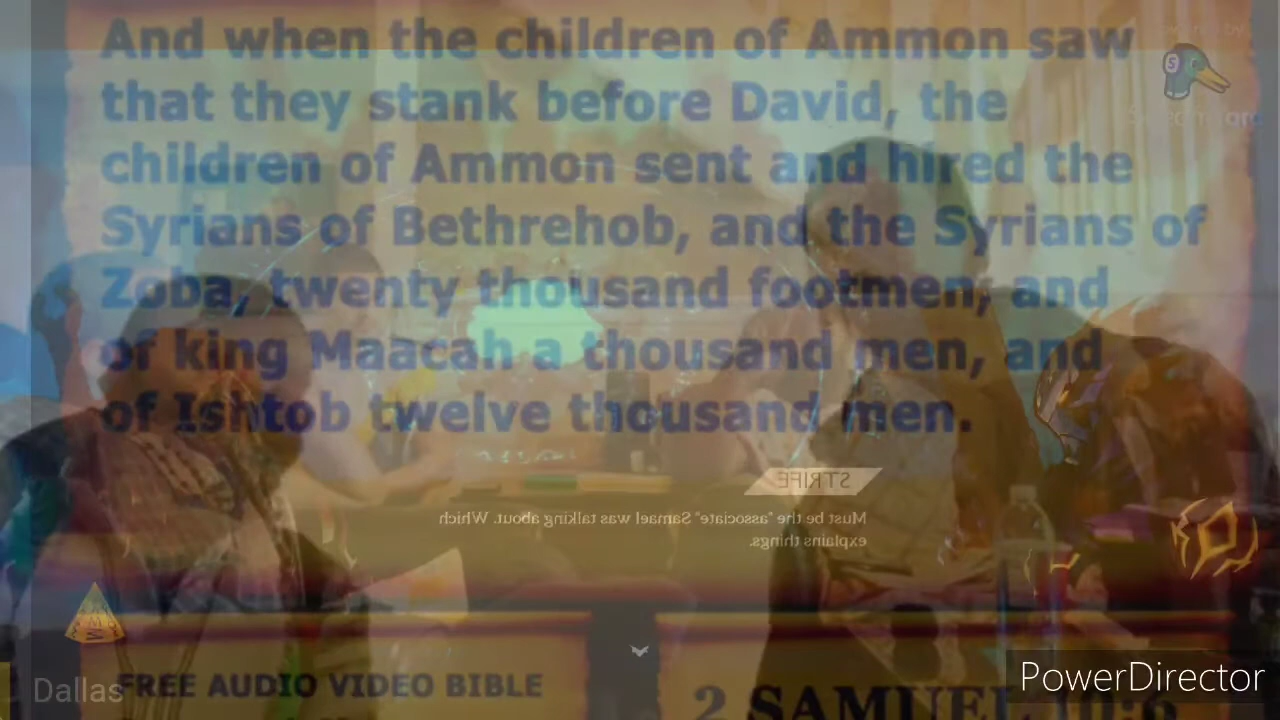 And when the children of Ammon saw
that they stank before David, the
children of Ammon sent and hired the
Syrians of Bethrehob, and the Syrians of
Zoba, twenty thousand footmen, and
of king Maacah a thousand men, and
of Ishtob twelve thousand men.
STRIFE
Must be the "associate" Samael was talking about. Which
explains things.
Dallas
FREE AUDIO VIDEO BIBLE
2 SAMUEL 10:6
PowerDirector